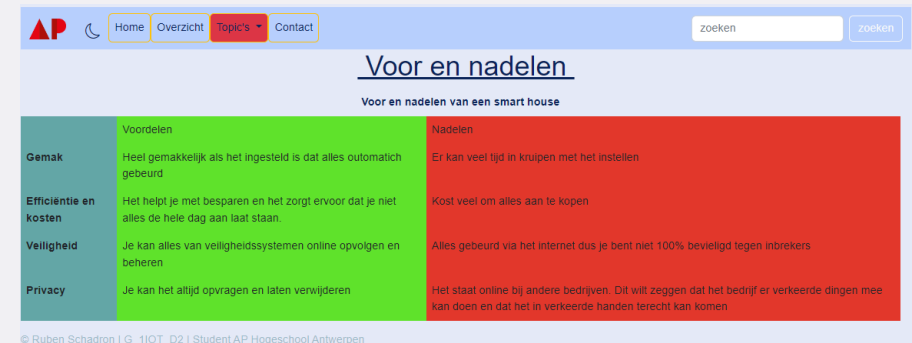 AP Home Overzicht Topic's Contact zoeken zoeken
Voor en nadelen
Voor en nadelen van een smart house
Voordelen Nadelen
Gemak Heel gemakkelijk als het ingesteld is dat alles outomatich Er kan veel tijd in kruipen met het instellen
gebeurd
Efficiëntie en Het helpt je met besparen en het zorgt ervoor dat je niet Kost veel om alles aan te kopen
kosten alles de hele dag aan laat staan.
Veiligheid Je kan alles van veiligheidssystemen online opvolgen en Alles gebeurd via het internet dus je bent niet 100% bevieligd tegen inbrekers
beheren
Privacy Je kan het altijd opvragen en laten verwijderen Het staat online bij andere bedrijven. Dit wilt zeggen dat het bedrijf er verkeerde dingen mee
kan doen en dat het in verkeerde handen terecht kan komen
© Ruben Schadron | G_1IOT_D2 | Student AP Hogeschool Antwerpen